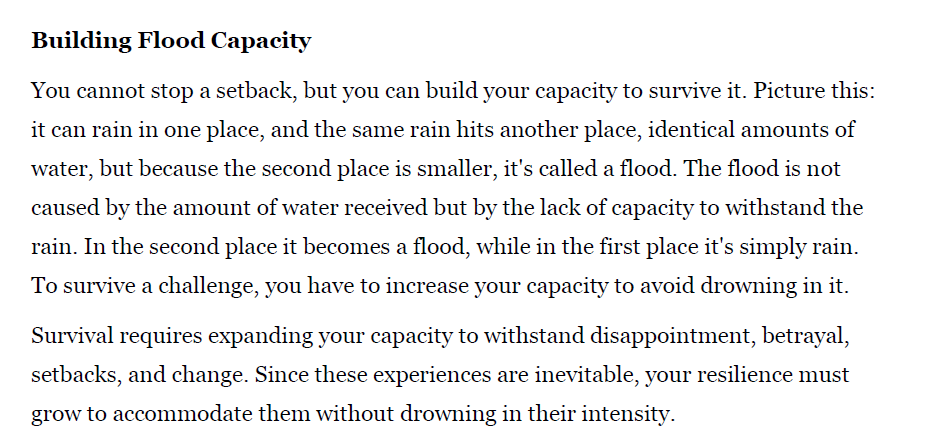 Building Flood Capacity
You cannot stop a setback, but you can build your capacity to survive it. Picture this:
it can rain in one place, and the same rain hits another place, identical amounts of
water, but because the second place is smaller, it's called a flood. The flood is not
caused by the amount of water received but by the lack of capacity to withstand the
rain. In the second place it becomes a flood, while in the first place it's simply rain.
To survive a challenge, you have to increase your capacity to avoid drowning in it.
Survival requires expanding your capacity to withstand disappointment, betrayal,
setbacks, and change. Since these experiences are inevitable, your resilience must
grow to accommodate them without drowning in their intensity.